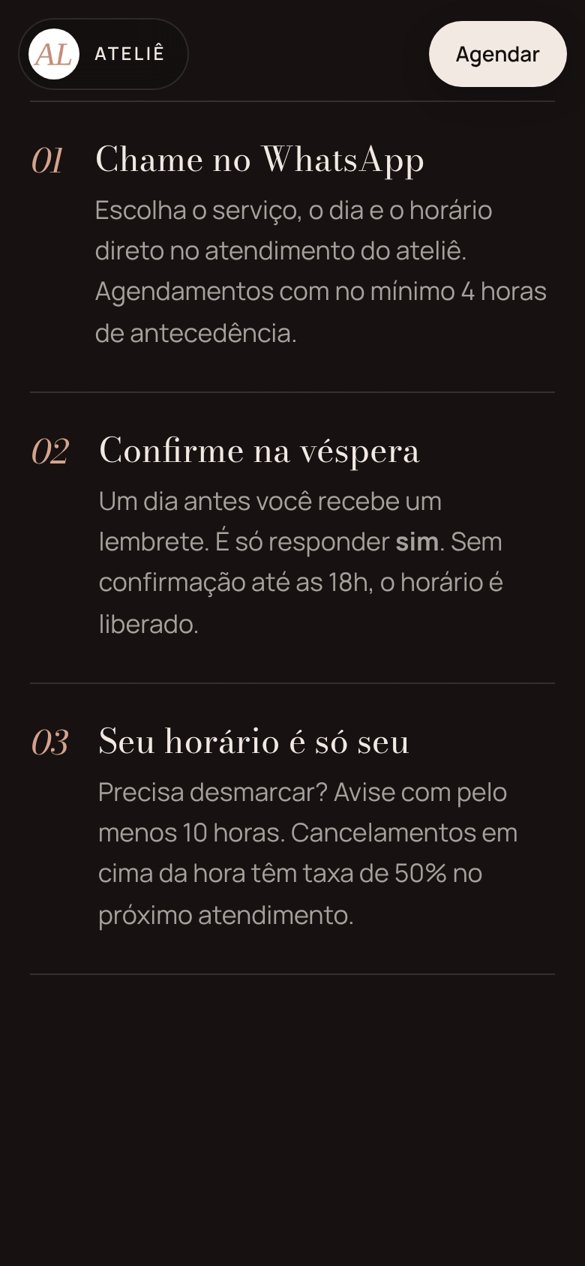 AL ATELIÊ
Agendar
01 Chame no WhatsApp
Escolha o serviço, o dia e o horário
direto no atendimento do ateliê.
Agendamentos com no mínimo 4 horas
de antecedência.
02 Confirme na véspera
Um dia antes você recebe um
lembrete. É só responder sim. Sem
confirmação até as 18h, o horário é
liberado.
03 Seu horário é só seu
Precisa desmarcar? Avise com pelo
menos 10 horas. Cancelamentos em
cima da hora têm taxa de 50% no
próximo atendimento.